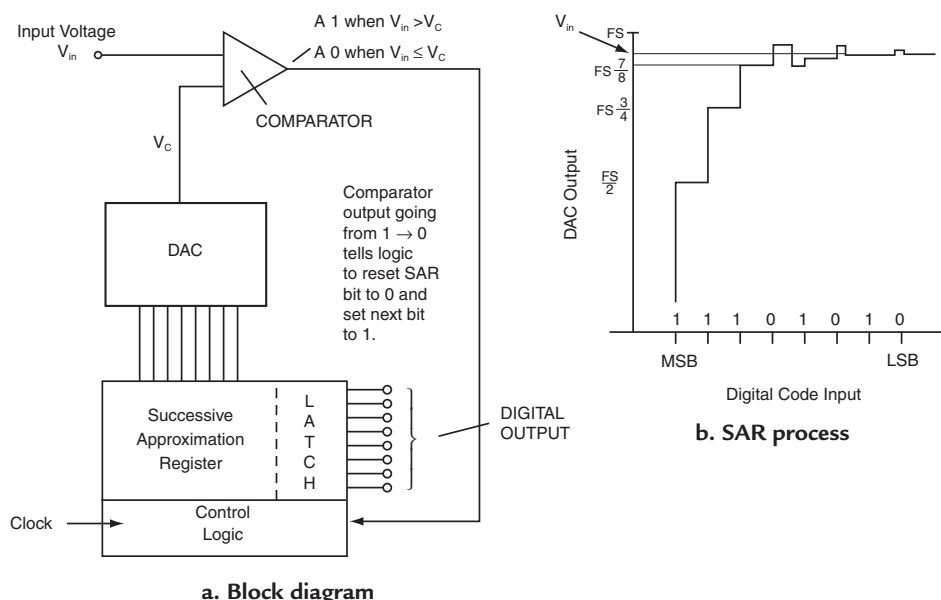 Input Voltage
V_in
A 1 when V_in > V_C
A 0 when V_in ≤ V_C
COMPARATOR
V_C
DAC
Comparator
output going
from 1 → 0
tells logic
to reset SAR
bit to 0 and
set next bit
to 1.
Successive
Approximation
Register
L
A
T
C
H
DIGITAL
OUTPUT
Clock
Control
Logic
a. Block diagram
V_in
FS
FS 7/8
FS 3/4
FS/2
DAC Output
1 1 1 0 1 0 1 0
MSB LSB
Digital Code Input
b. SAR process